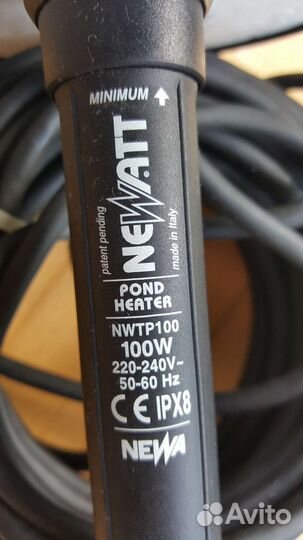 MINIMUM ↑
patent pending
NEWATT
made in Italy
POND
HEATER
NWTP100
100W
220-240V~
50-60 Hz
CE IPX8
NEWA
Avito